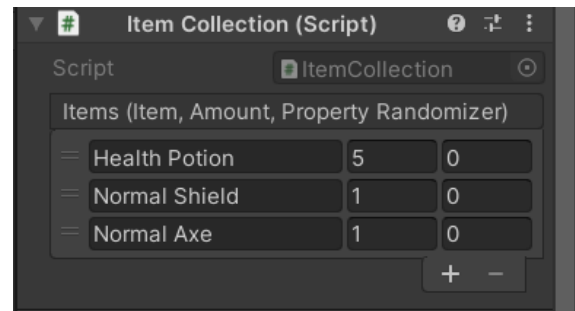 Item Collection (Script)
Script ItemCollection
Items (Item, Amount, Property Randomizer)
Health Potion 5 0
Normal Shield 1 0
Normal Axe 1 0